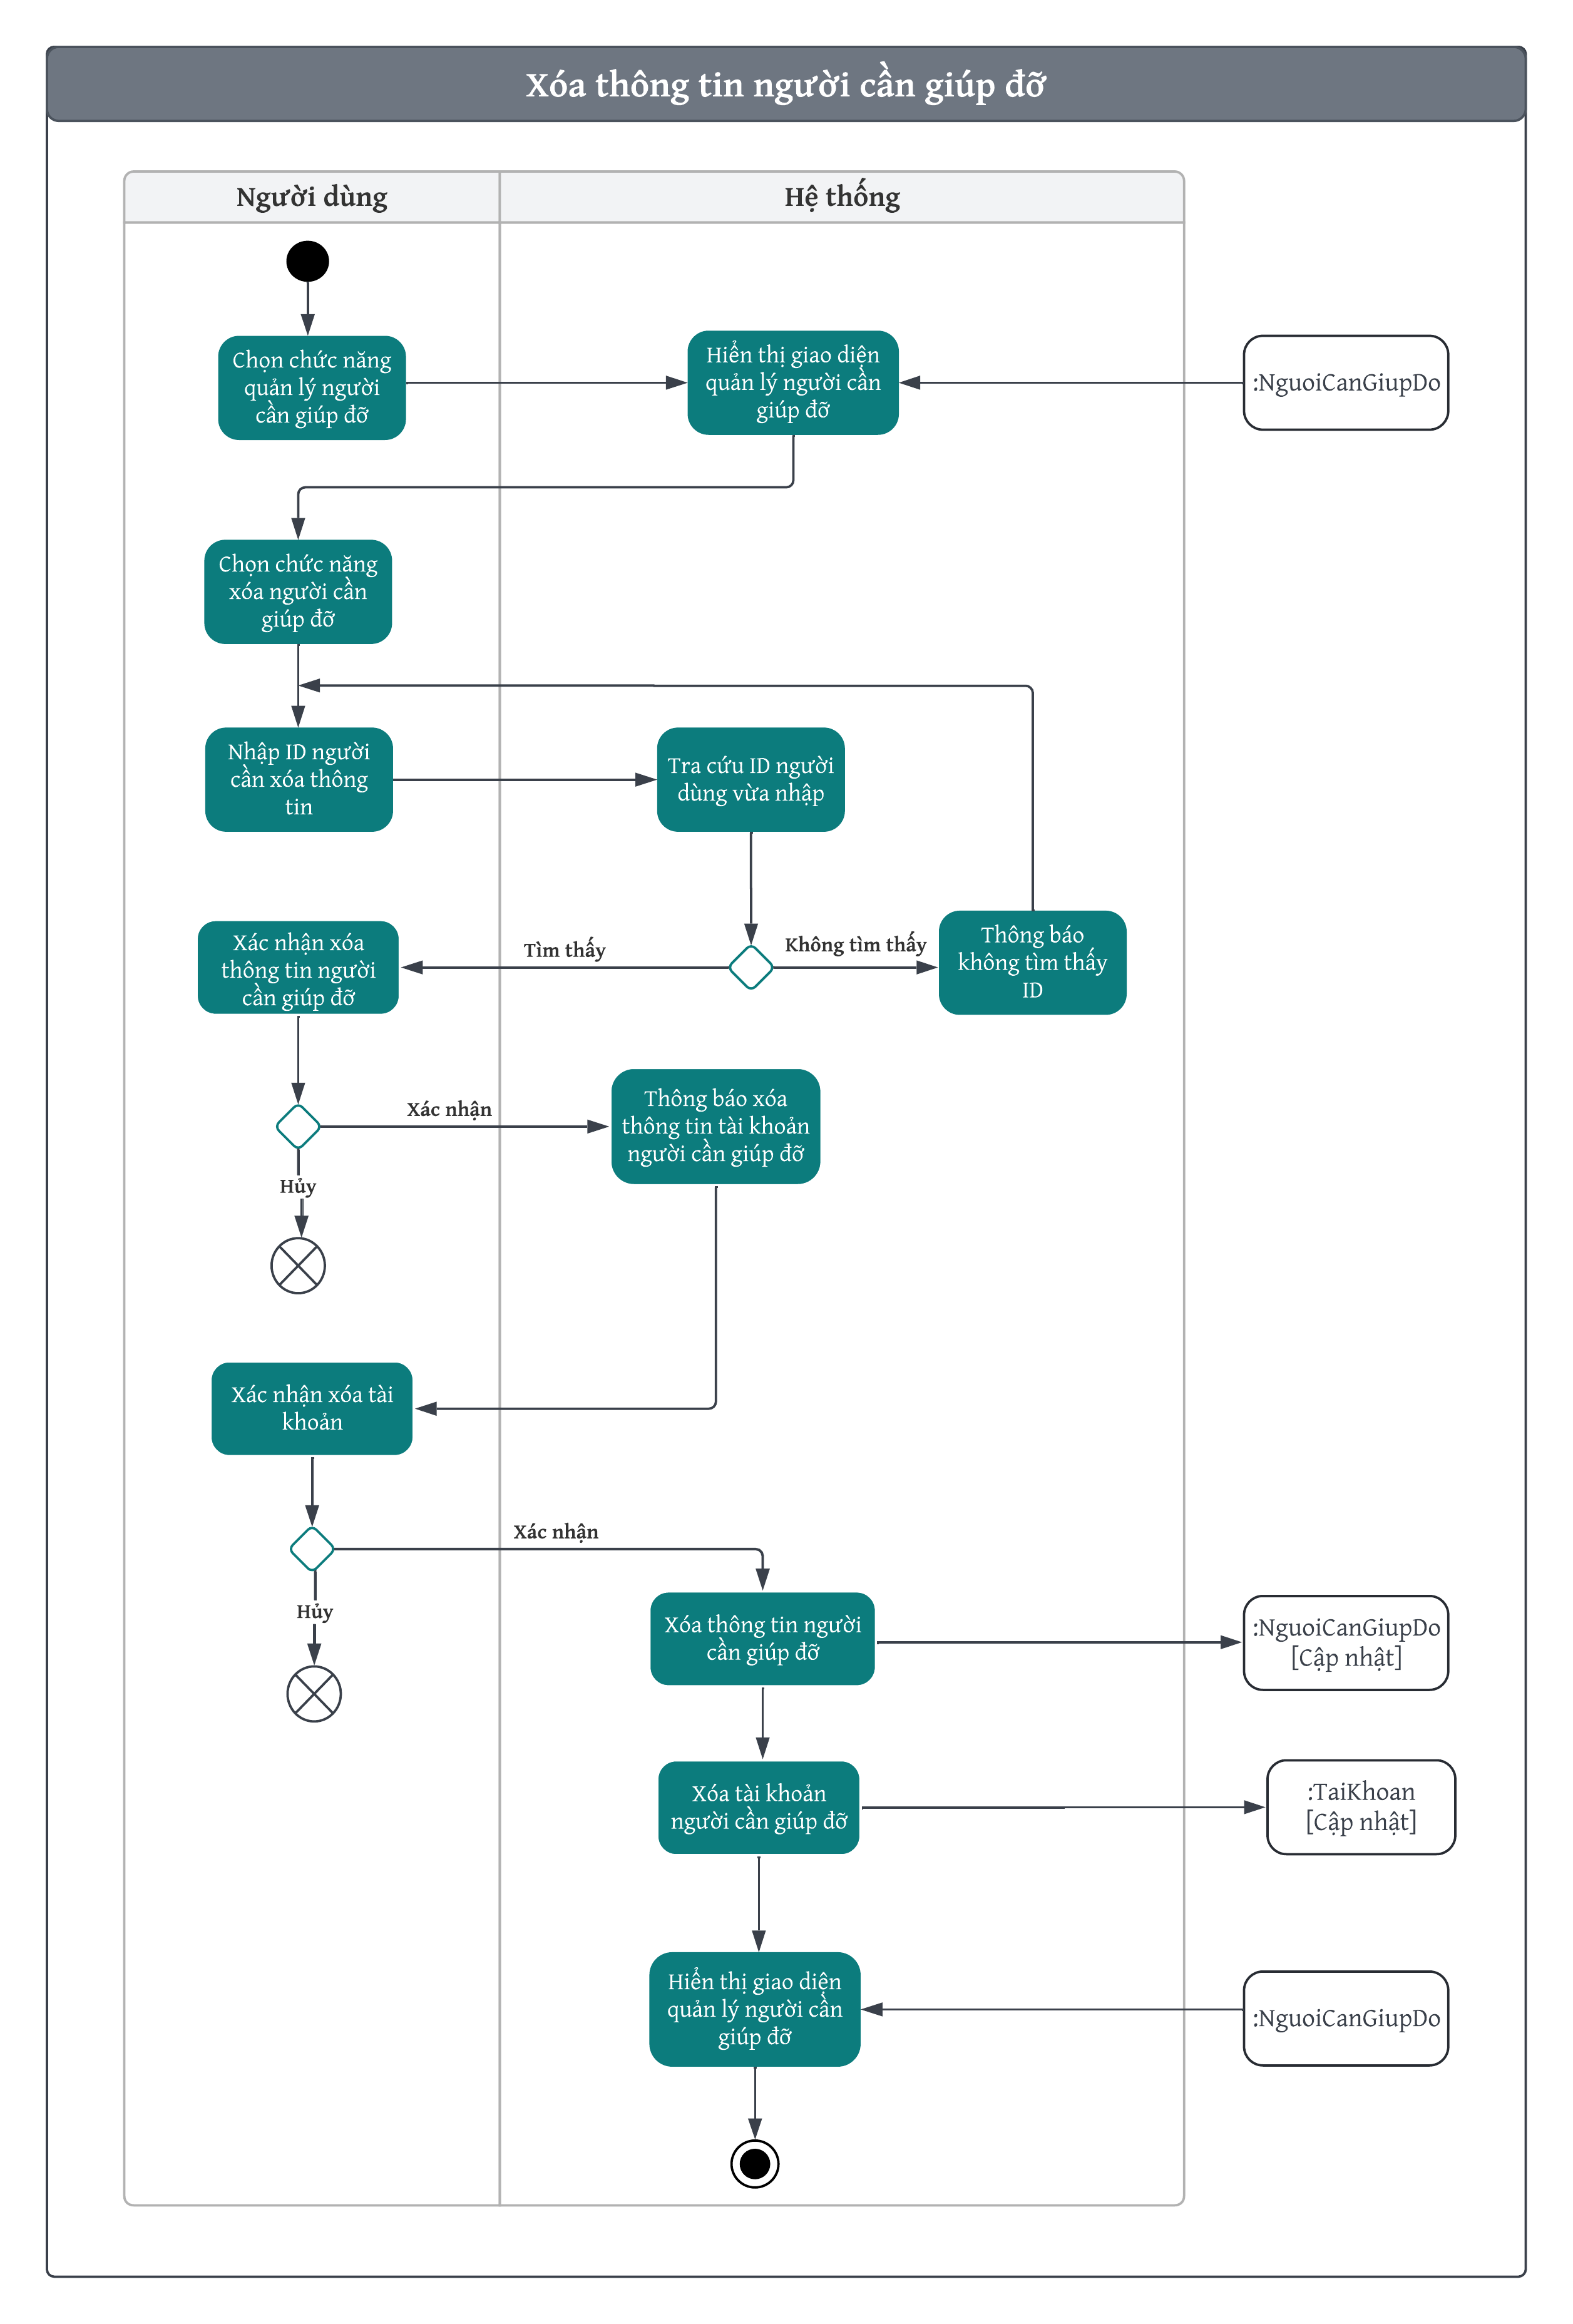 Xóa thông tin người cần giúp đỡ
Người dùng
Hệ thống
Chọn chức năng
quản lý người
cần giúp đỡ
Hiển thị giao diện
quản lý người cần
giúp đỡ
:NguoiCanGiupDo
Chọn chức năng
xóa người cần
giúp đỡ
Nhập ID người
cần xóa thông
tin
Tra cứu ID người
dùng vừa nhập
Xác nhận xóa
thông tin người
cần giúp đỡ
Tìm thấy
Không tìm thấy
Thông báo
không tìm thấy
ID
Xác nhận
Thông báo xóa
thông tin tài khoản
người cần giúp đỡ
Hủy
Xác nhận xóa tài
khoản
Xác nhận
Hủy
Xóa thông tin người
cần giúp đỡ
:NguoiCanGiupDo
[Cập nhật]
Xóa tài khoản
người cần giúp đỡ
:TaiKhoan
[Cập nhật]
Hiển thị giao diện
quản lý người cần
giúp đỡ
:NguoiCanGiupDo